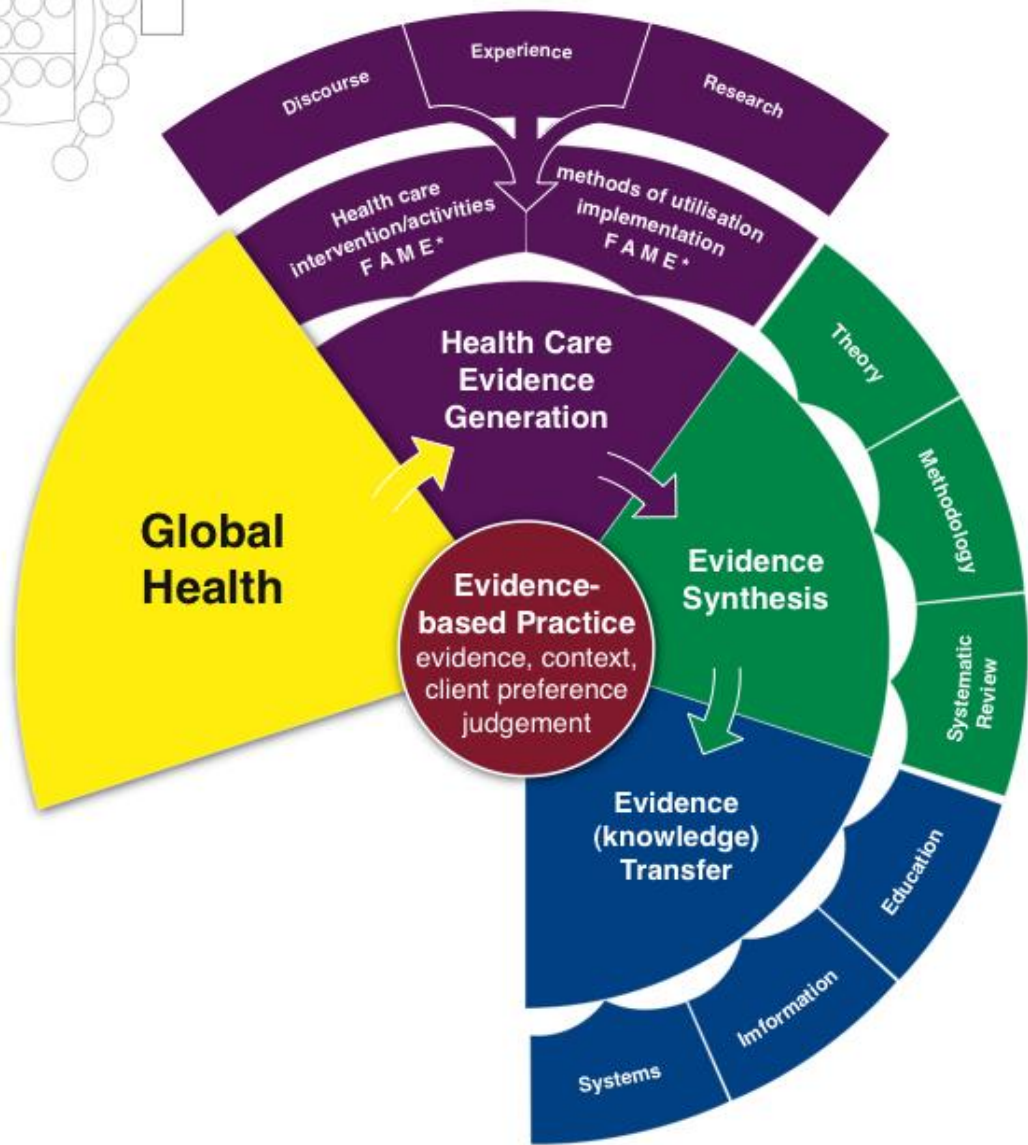 Discourse
Experience
Research
Health care
intervention/activities
F A M E*
methods of utilisation
implementation
F A M E*
Health Care
Evidence
Generation
Global
Health
Evidence-
based Practice
evidence, context,
client preference
judgement
Evidence
Synthesis
Theory
Methodology
Systematic
Review
Evidence
(knowledge)
Transfer
Education
Imformation
Systems